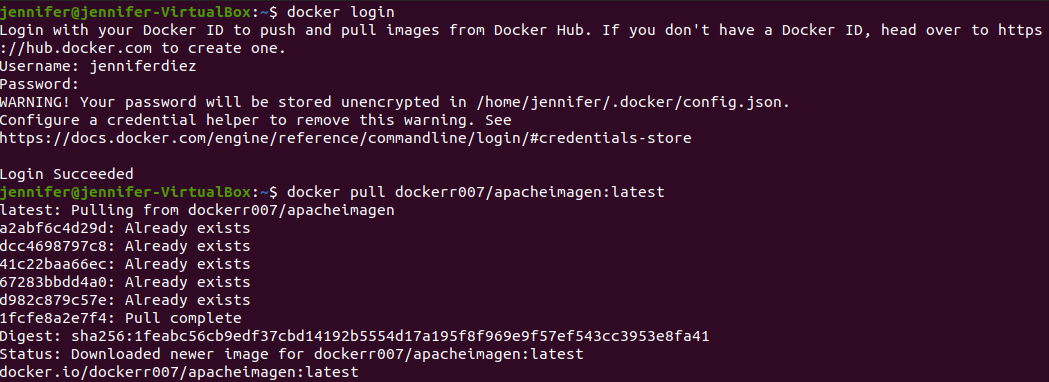 jennifer@jennifer-VirtualBox:~$ docker login
Login with your Docker ID to push and pull images from Docker Hub. If you don't have a Docker ID, head over to https
://hub.docker.com to create one.
Username: jenniferdiez
Password:
WARNING! Your password will be stored unencrypted in /home/jennifer/.docker/config.json.
Configure a credential helper to remove this warning. See
https://docs.docker.com/engine/reference/commandline/login/#credentials-store
Login Succeeded
jennifer@jennifer-VirtualBox:~$ docker pull dockerr007/apacheimagen:latest
latest: Pulling from dockerr007/apacheimagen
a2abf6c4d29d: Already exists
dcc4698797c8: Already exists
41c22baa66ec: Already exists
67283bbdd4a0: Already exists
d982c879c57e: Already exists
1fcfe8a2e7f4: Pull complete
Digest: sha256:1feabc56cb9edf37cbd14192b5554d17a195f8f969e9f57ef543cc3953e8fa41
Status: Downloaded newer image for dockerr007/apacheimagen:latest
docker.io/dockerr007/apacheimagen:latest